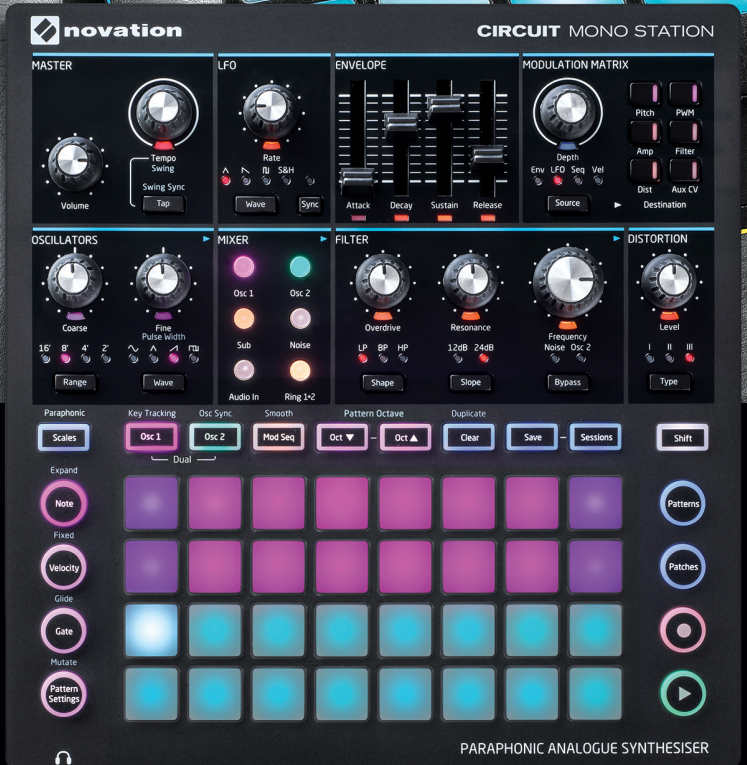 novation
CIRCUIT MONO STATION
MASTER
Volume
Tempo
Swing
Swing Sync
Tap
LFO
Rate
S&H
Wave
Sync
ENVELOPE
Attack
Decay
Sustain
Release
MODULATION MATRIX
Depth
Env LFO Seq Vel
Source
Pitch PWM
Amp Filter
Dist Aux CV
Destination
OSCILLATORS
Coarse
16' 8' 4' 2'
Range
Fine
Pulse Width
Wave
MIXER
Osc 1 Osc 2
Sub Noise
Audio In Ring 1*2
FILTER
Overdrive
LP BP HP
Shape
Resonance
12dB 24dB
Slope
Frequency
Noise Osc 2
Bypass
DISTORTION
Level
I II III
Type
Paraphonic
Scales
Key Tracking
Osc 1
Osc Sync
Osc 2
Dual
Smooth
Mod Seq
Pattern Octave
Oct ▼ – Oct ▲
Duplicate
Clear
Save – Sessions
Shift
Expand
Note
Fixed
Velocity
Glide
Gate
Mutate
Pattern
Settings
Patterns
Patches
PARAPHONIC ANALOGUE SYNTHESISER